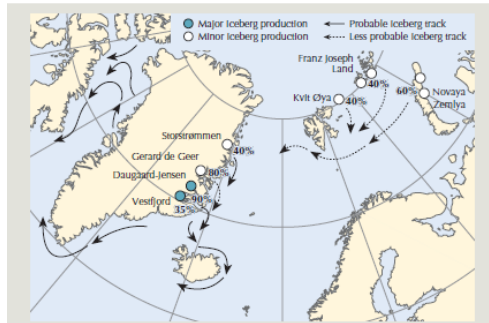 Major Iceberg production
Probable Iceberg track
Minor Iceberg production
Less probable Iceberg track
Franz Joseph
Land
40%
Kvit Øya
40%
60%
Novaya
Zemlya
Storstrømmen
40%
Gerard de Geer
80%
Daugaard-Jensen
90%
Vestfjord
35%